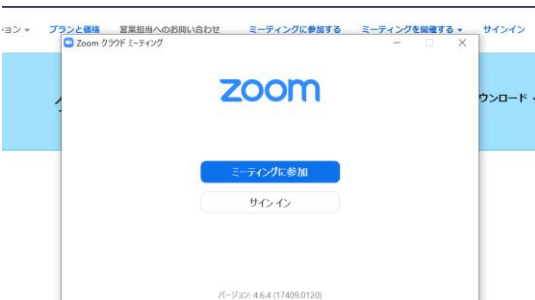 プランと価格 営業担当へのお問い合わせ ミーティングに参加する ミーティングを開催する サインイン
Zoom クラウド ミーティング
zoom
ウンロード
ミーティングに参加
サインイン
バージョン: 4.6.4 (17409.0120)